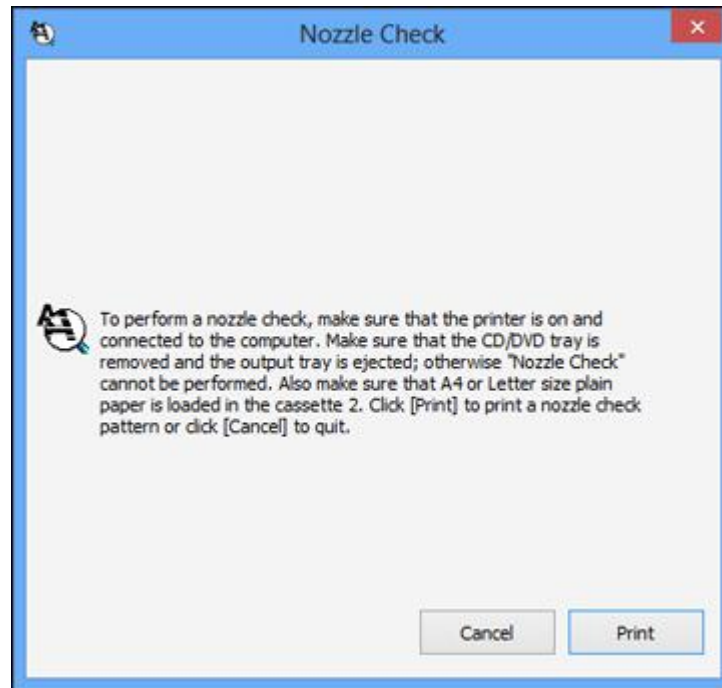 Nozzle Check
To perform a nozzle check, make sure that the printer is on and
connected to the computer. Make sure that the CD/DVD tray is
removed and the output tray is ejected; otherwise "Nozzle Check"
cannot be performed. Also make sure that A4 or Letter size plain
paper is loaded in the cassette 2. Click [Print] to print a nozzle check
pattern or click [Cancel] to quit.
Cancel Print